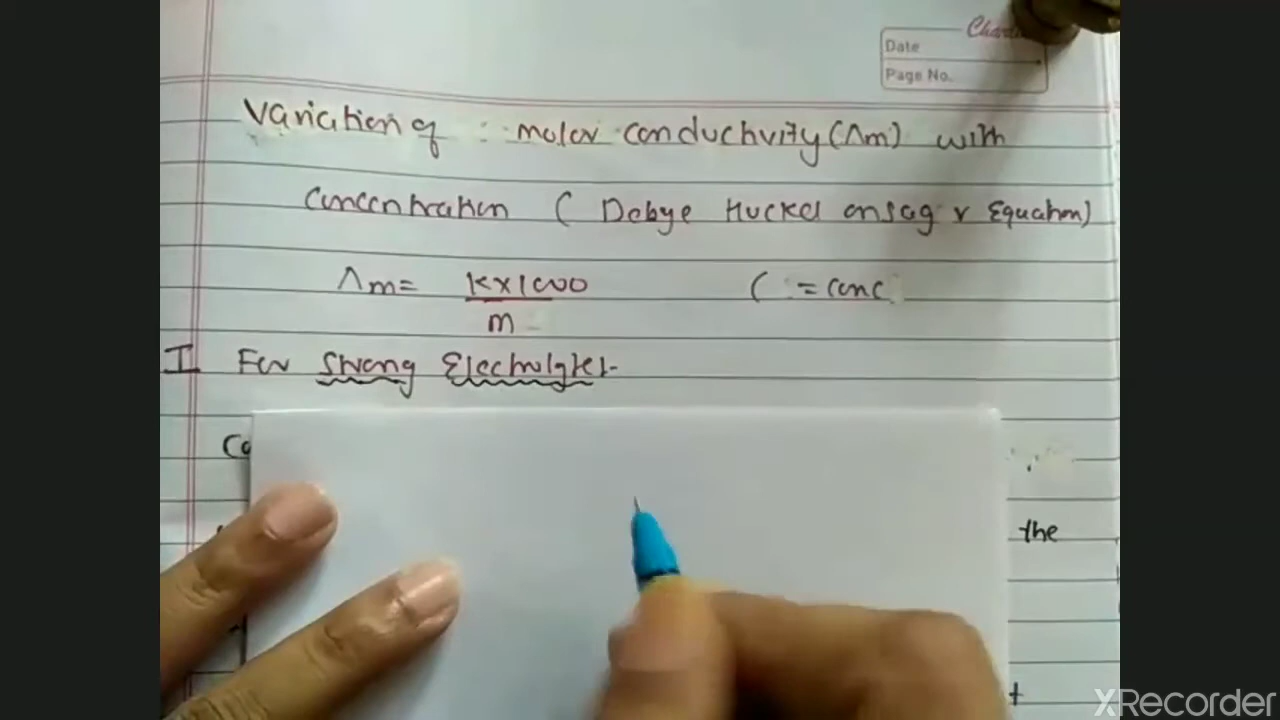 Date
Page No.
Variation of : molar conductivity (Λm) with
Concentration ( Debye Huckel onsager Equation)
Λm = K×1000
m
C = conc
I For Strong Electrolytes-
the
XRecorder